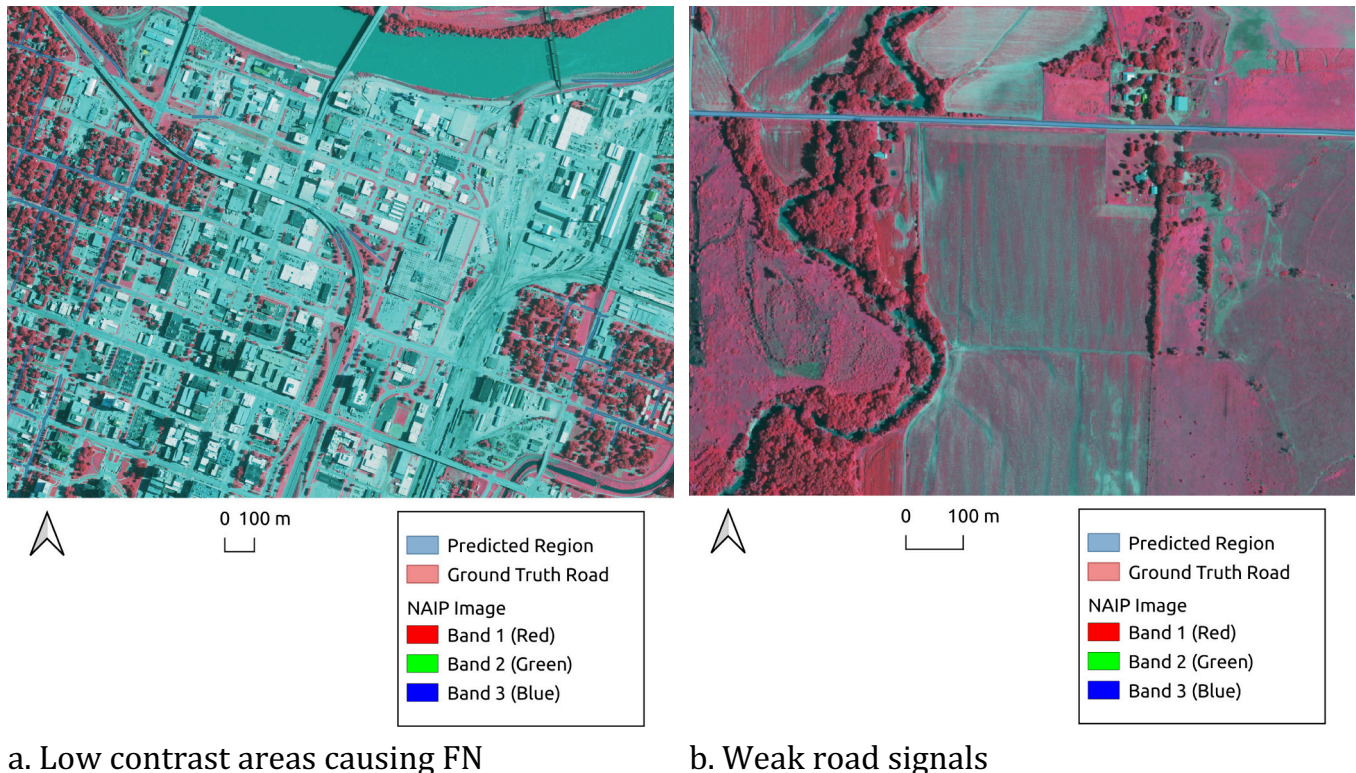 0 100 m
Predicted Region
Ground Truth Road
NAIP Image
Band 1 (Red)
Band 2 (Green)
Band 3 (Blue)
a. Low contrast areas causing FN
0 100 m
Predicted Region
Ground Truth Road
NAIP Image
Band 1 (Red)
Band 2 (Green)
Band 3 (Blue)
b. Weak road signals